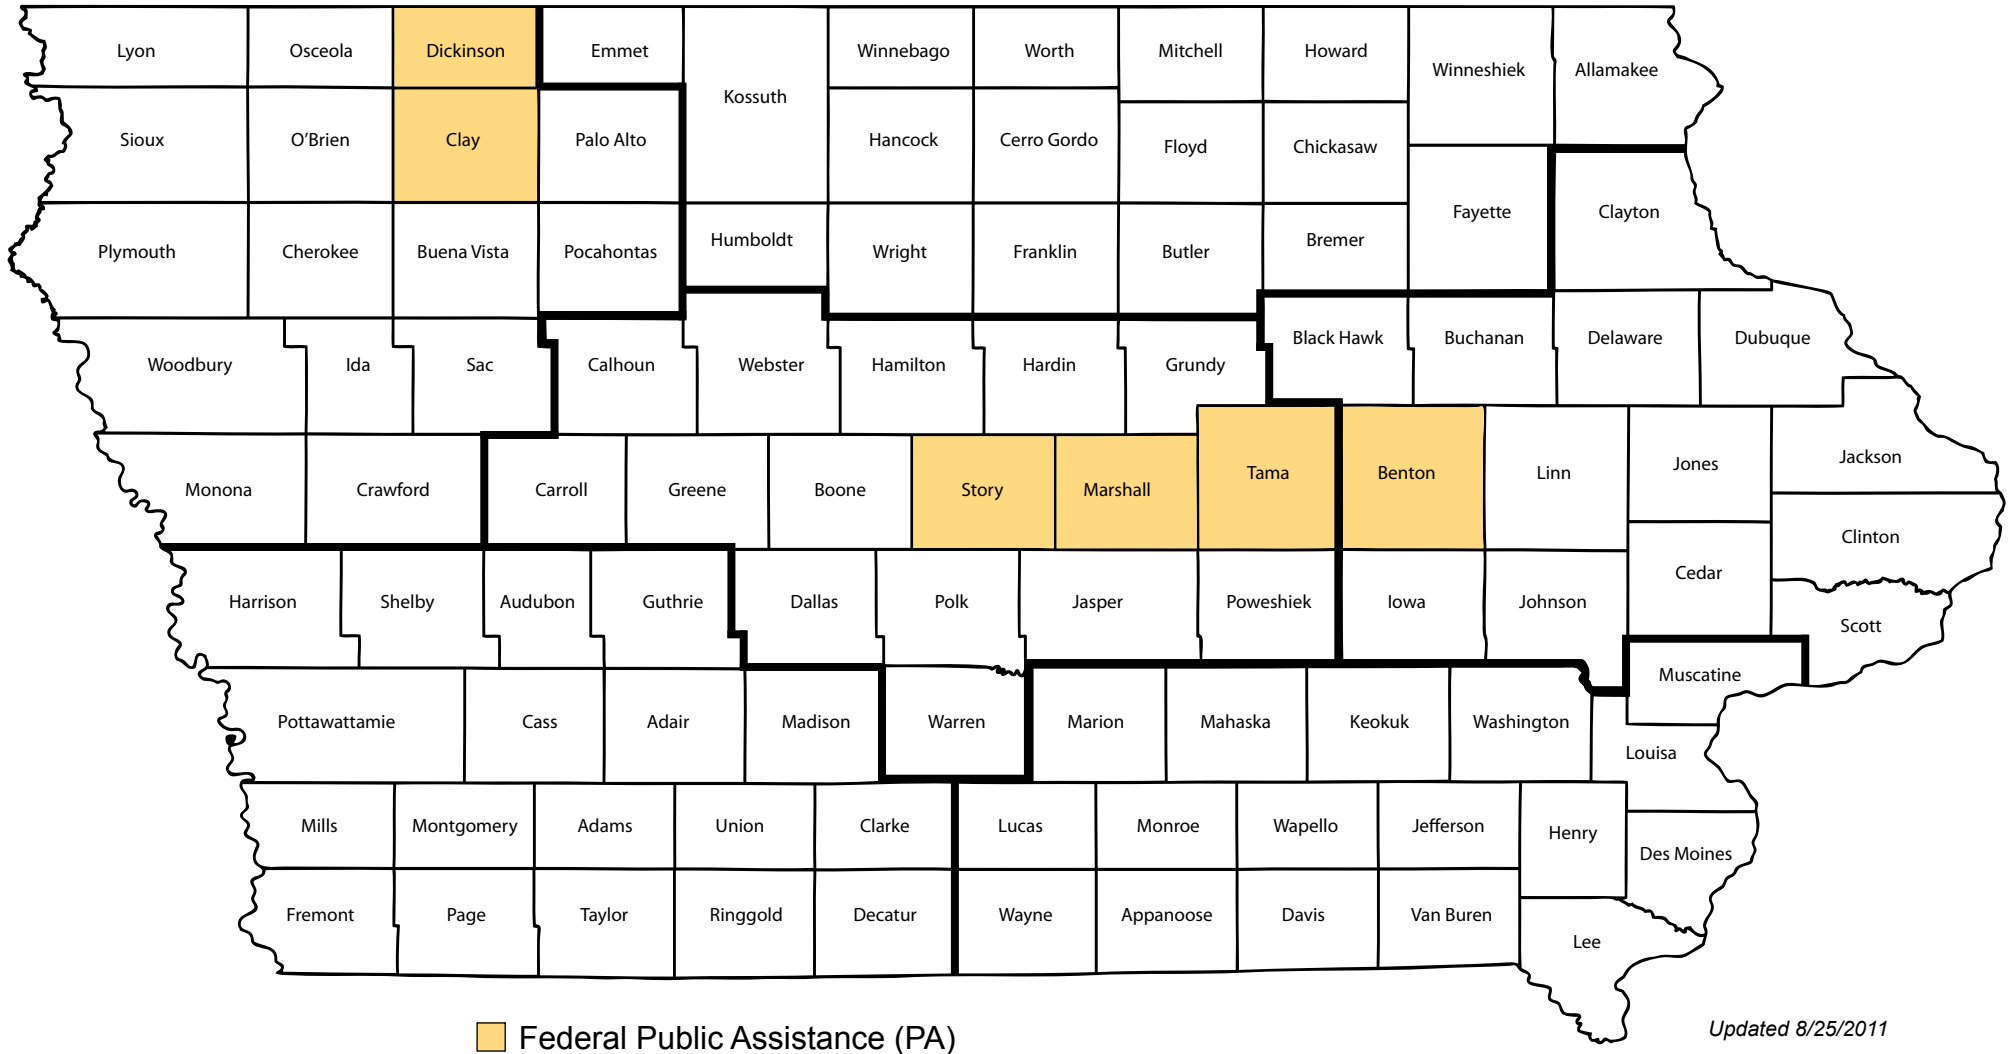 Lyon
Osceola
Dickinson
Emmet
Winnebago
Worth
Mitchell
Howard
Winneshiek
Allamakee
Kossuth
Sioux
O'Brien
Clay
Palo Alto
Hancock
Cerro Gordo
Floyd
Chickasaw
Fayette
Clayton
Plymouth
Cherokee
Buena Vista
Pocahontas
Humboldt
Wright
Franklin
Butler
Bremer
Woodbury
Ida
Sac
Calhoun
Webster
Hamilton
Hardin
Grundy
Black Hawk
Buchanan
Delaware
Dubuque
Monona
Crawford
Carroll
Greene
Boone
Story
Marshall
Tama
Benton
Linn
Jones
Jackson
Clinton
Harrison
Shelby
Audubon
Guthrie
Dallas
Polk
Jasper
Poweshiek
Iowa
Johnson
Cedar
Scott
Muscatine
Pottawattamie
Cass
Adair
Madison
Warren
Marion
Mahaska
Keokuk
Washington
Louisa
Mills
Montgomery
Adams
Union
Clarke
Lucas
Monroe
Wapello
Jefferson
Henry
Des Moines
Fremont
Page
Taylor
Ringgold
Decatur
Wayne
Appanoose
Davis
Van Buren
Lee
Federal Public Assistance (PA)
Updated 8/25/2011